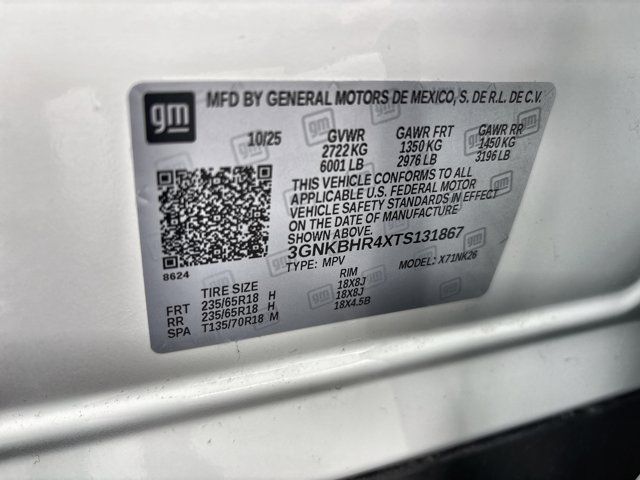 gm
MFD BY GENERAL MOTORS DE MEXICO, S. DE R.L. DE C.V.
10/25 GVWR GAWR FRT GAWR RR
2722 KG 1350 KG 1450 KG
6001 LB 2976 LB 3196 LB
THIS VEHICLE CONFORMS TO ALL
APPLICABLE U.S. FEDERAL MOTOR
VEHICLE SAFETY STANDARDS IN EFFECT
ON THE DATE OF MANUFACTURE
SHOWN ABOVE.
3GNKBHR4XTS131867
TYPE: MPV MODEL: X71NK26
8624
TIRE SIZE RIM
FRT 235/65R18 H 18X8J
RR 235/65R18 H 18X8J
SPA T135/70R18 M 18X4.5B